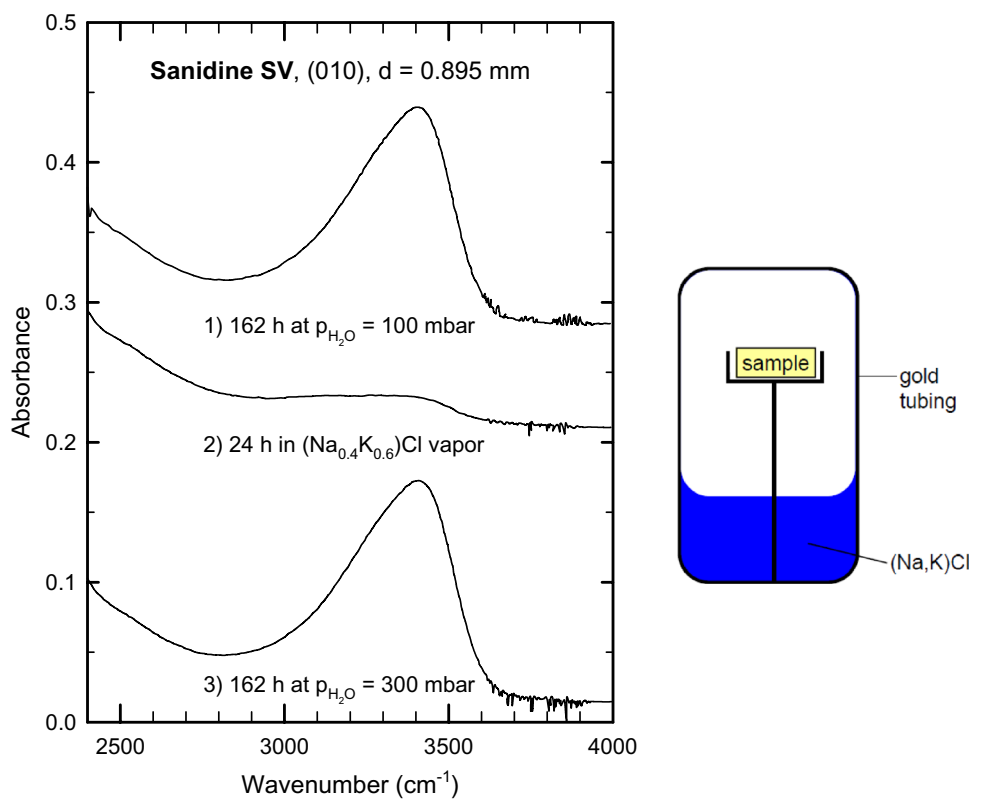 Sanidine SV, (010), d = 0.895 mm
0.5
0.4
0.3
0.2
0.1
0.0
Absorbance
1) 162 h at pH₂O = 100 mbar
2) 24 h in (Na0.4K0.6)Cl vapor
3) 162 h at pH₂O = 300 mbar
2500 3000 3500 4000
Wavenumber (cm-1)
sample
gold
tubing
(Na,K)Cl